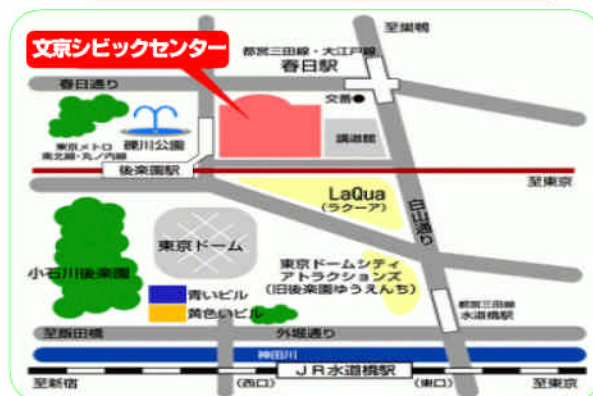 至巣鴨
文京シビックセンター
都営三田線・大江戸線
春日駅
春日通り
交番●
礫川公園
講道館
東京メトロ
南北線・丸ノ内線
後楽園駅
至東京
LaQua
(ラクーア)
白山通り
東京ドーム
小石川後楽園
東京ドームシティ
アトラクションズ
(旧後楽園ゆうえんち)
青いビル
黄色いビル
都営三田線
水道橋駅
至飯田橋
外堀通り
神田川
JR水道橋駅
至新宿
(西口)
(東口)
至東京